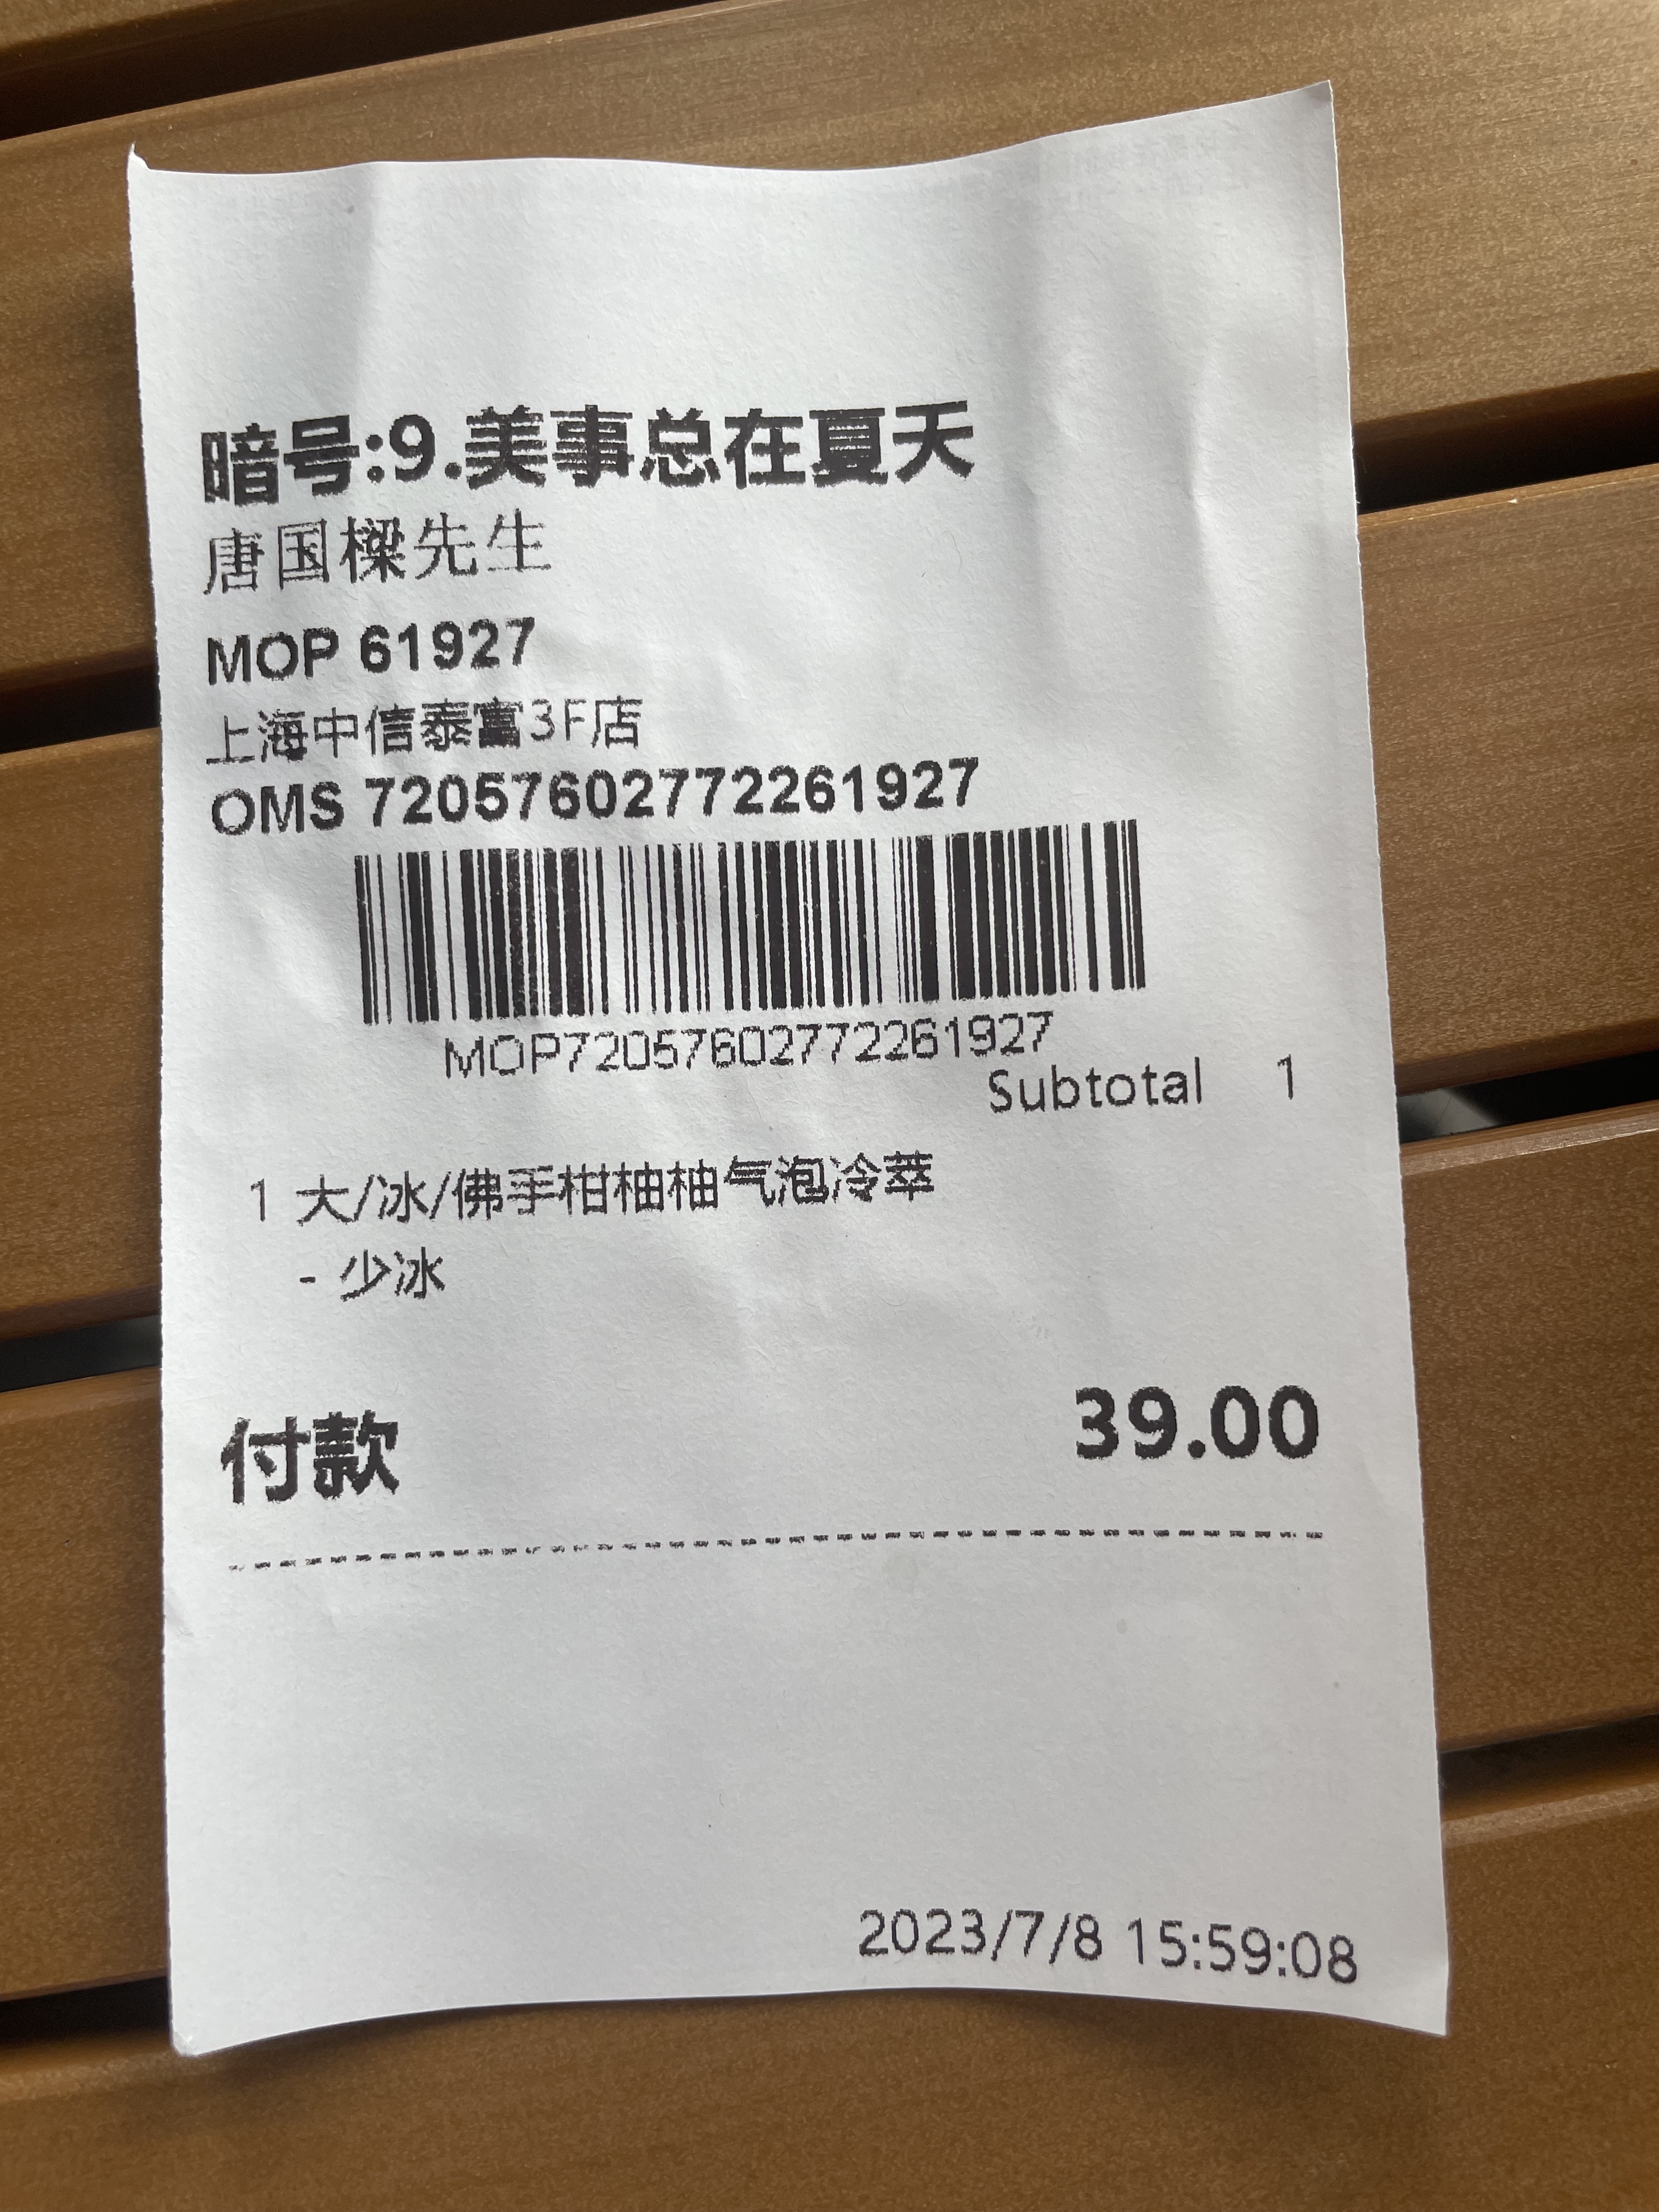 暗号:9.美事总在夏天
唐国樑先生
MOP 61927
上海中信泰富3F店
OMS 720576027772261927
MOP720576027772261927
Subtotal 1
1 大/冰/佛手柑柚柚气泡冷萃
- 少冰
付款 39.00
2023/7/8 15:59:08